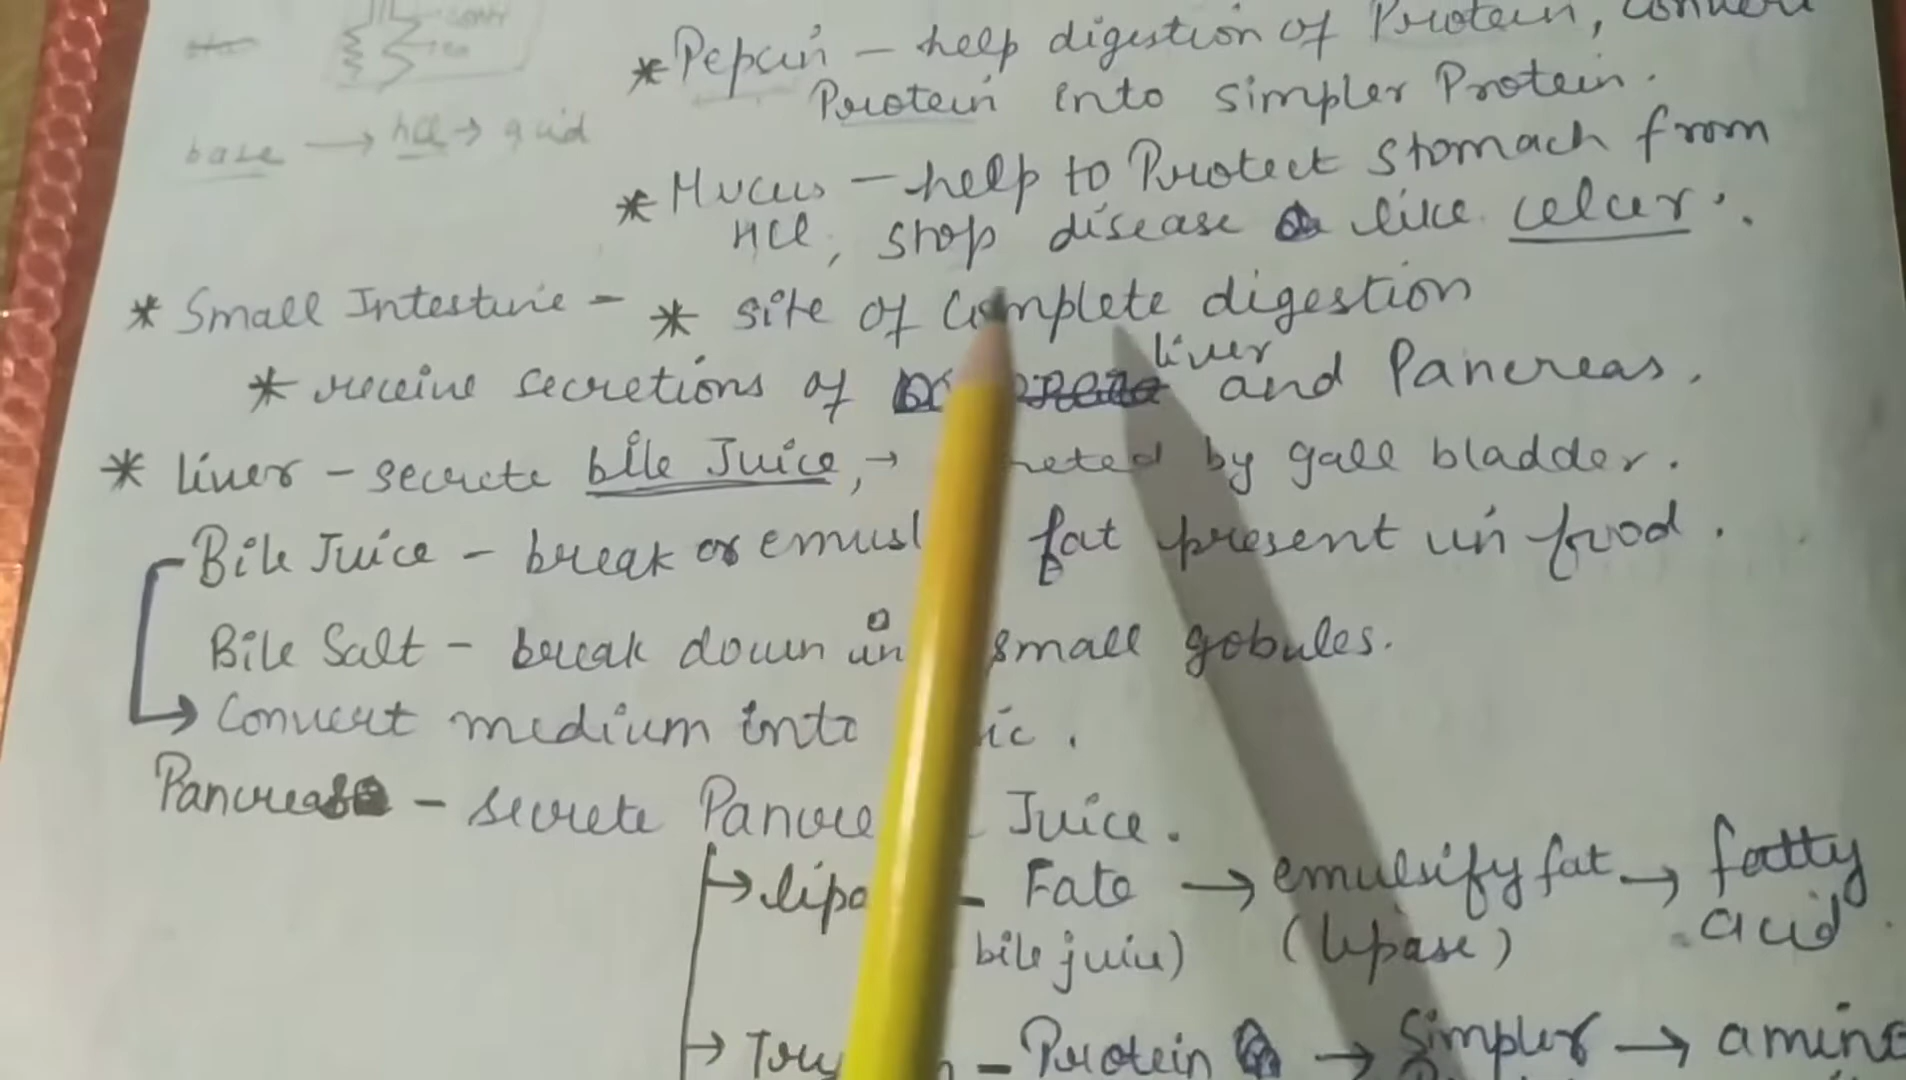 * Pepsin - help digestion of Protein, convert
Protein into simpler Protein.
base → hcl → acid
* Mucus - help to Protect stomach from
HCl, stop disease like ulcer.
* Small Intestine - * site of Complete digestion
* receive secretions of liver and Pancreas.
* liver - secrete bile Juice, → by gall bladder.
Bile Juice - break or emusl fat present in food.
Bile Salt - break down in small gobules.
→ Convert medium into ic.
Pancreas - secrete Pancre Juice.
→ lipa - Fats → emulsify fat → fatty
bile juice) (lipase) acid
→ Try n - Protein → Simpler → amino